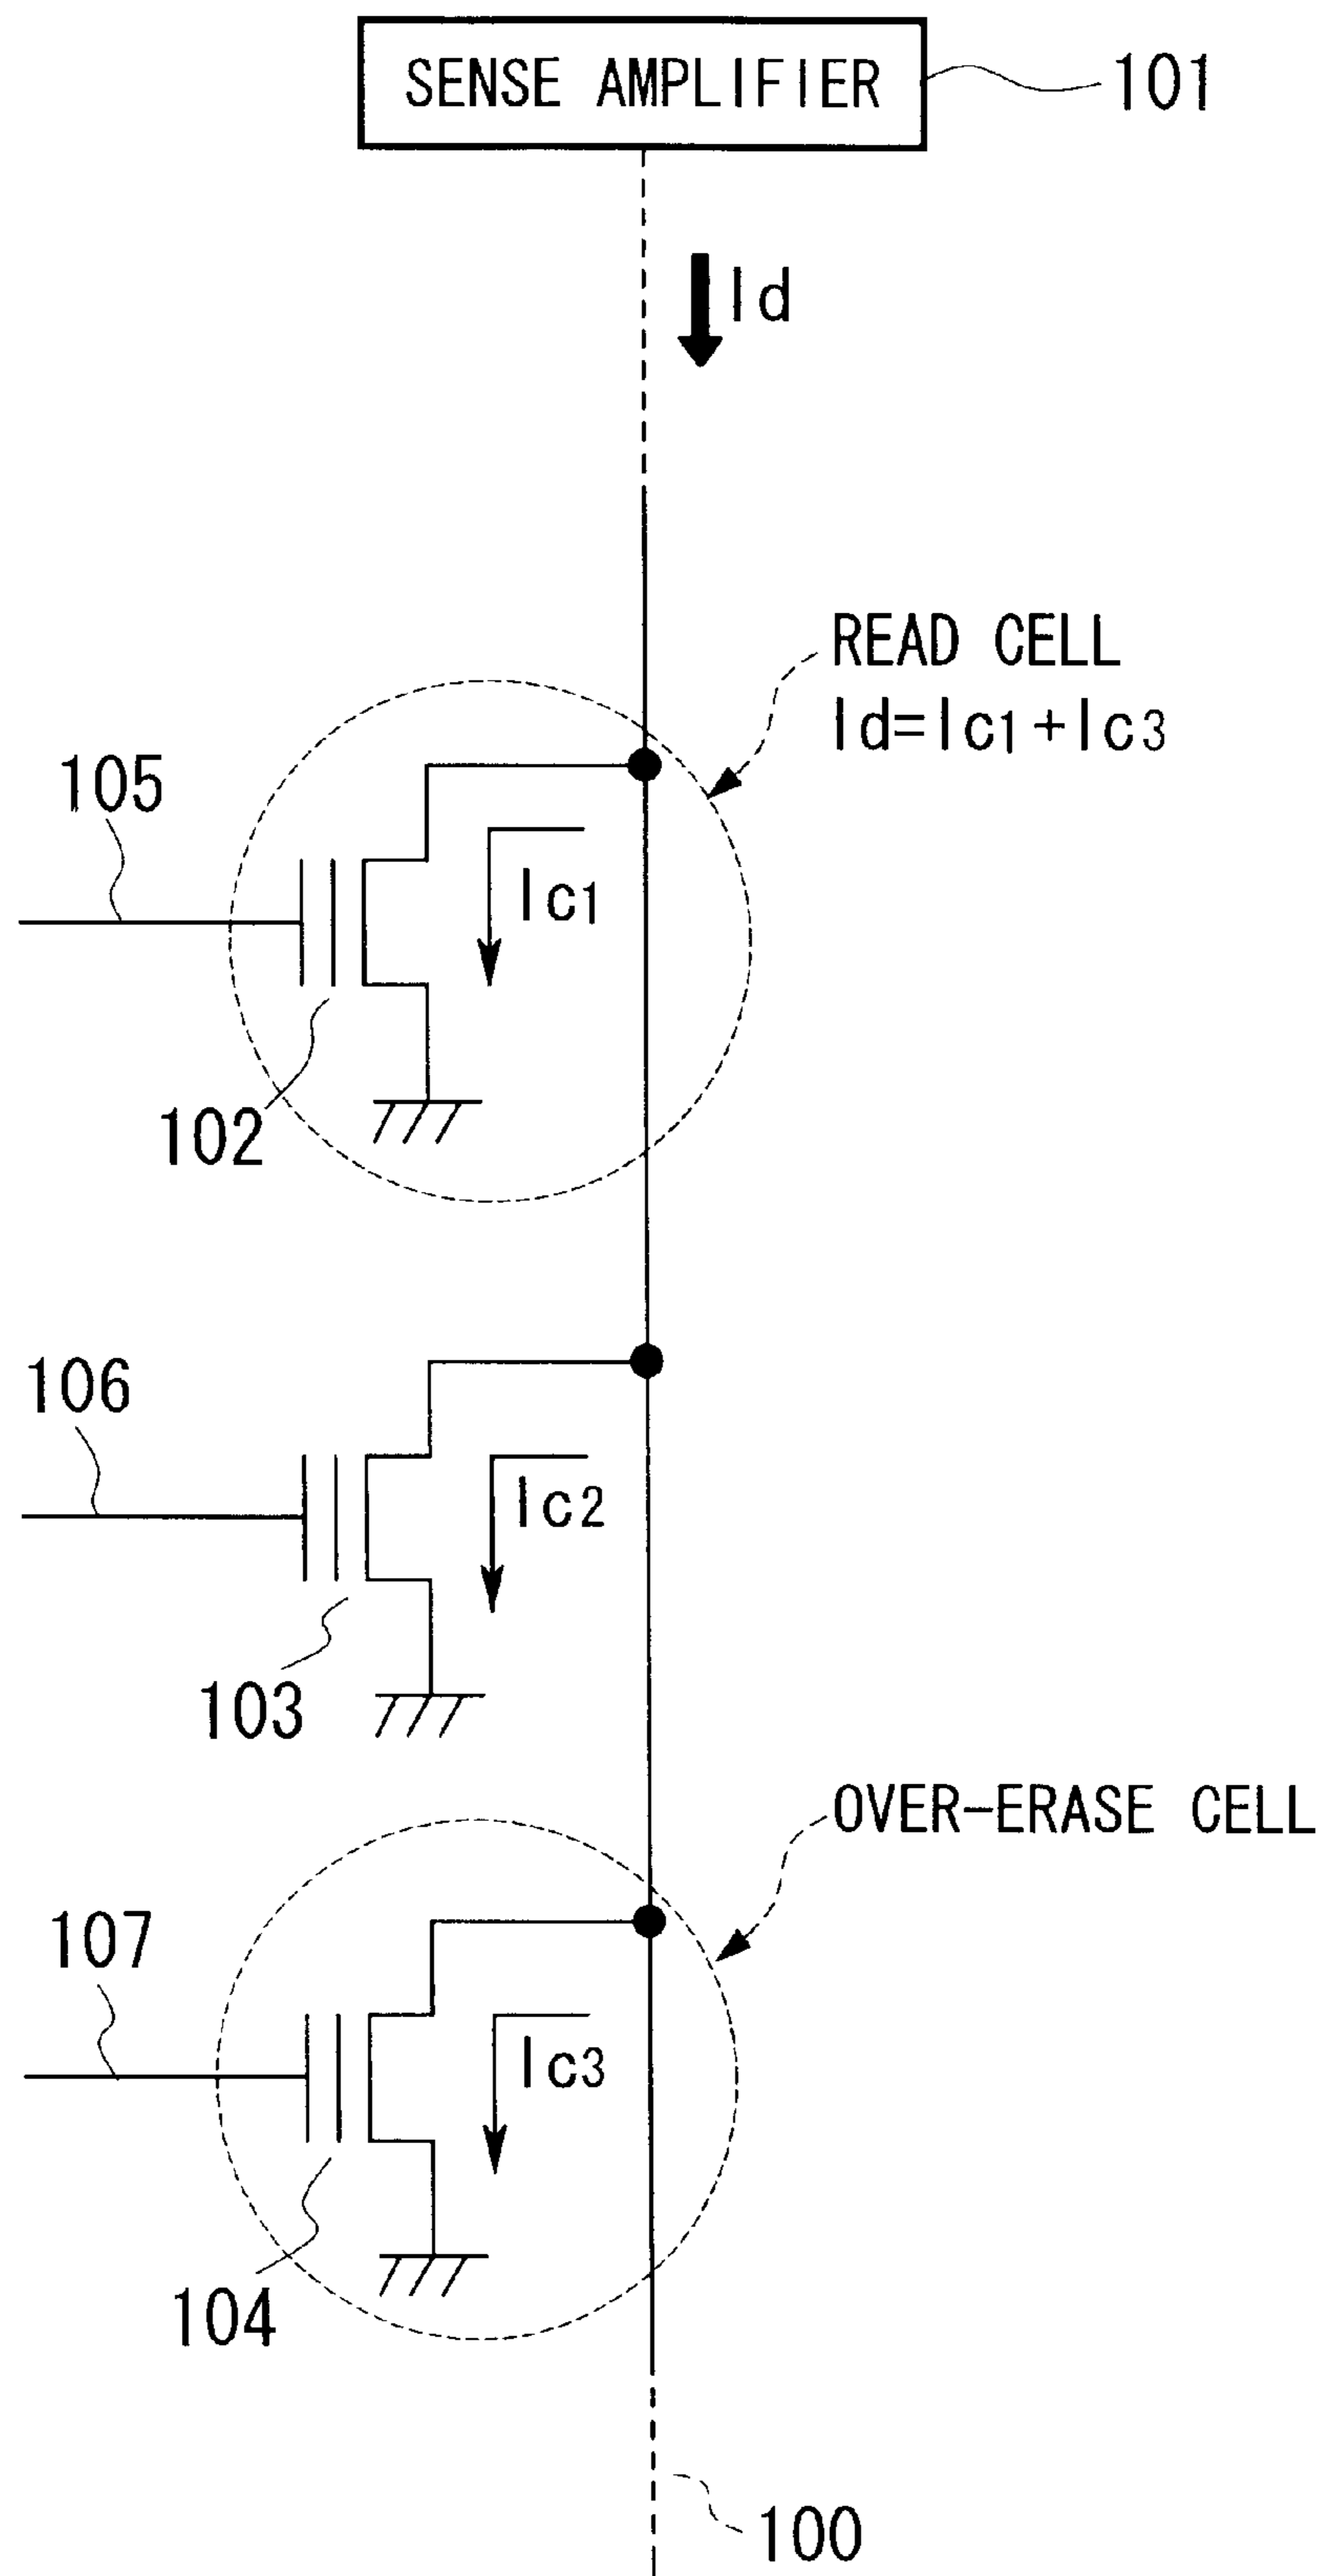 SENSE AMPLIFIER
101
Id
READ CELL
Id=Ic1+Ic3
105
Ic1
102
106
Ic2
103
OVER-ERASE CELL
107
Ic3
104
100